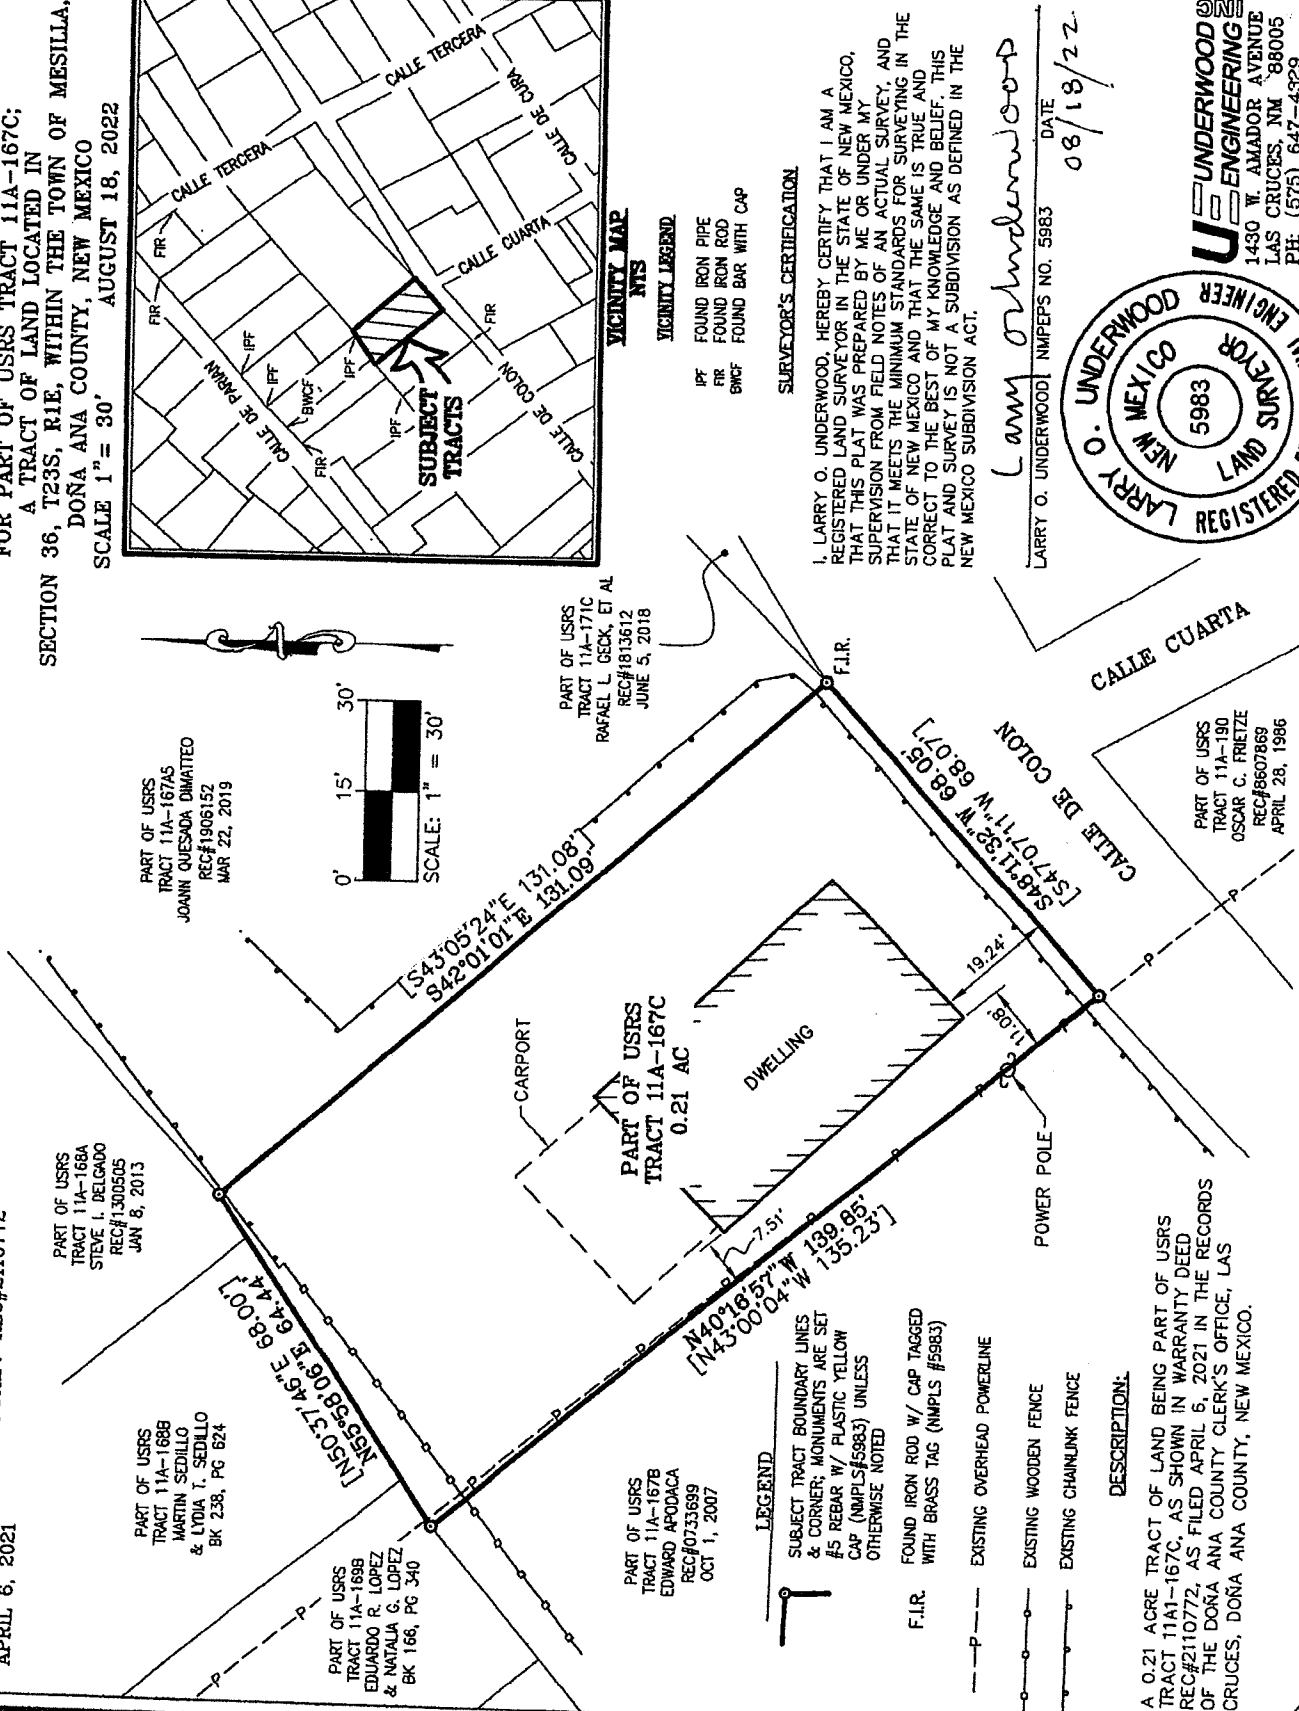 APRIL 6, 2021
FOR PART OF USRS TRACT 11A-167C;
A TRACT OF LAND LOCATED IN
SECTION 36, T23S, R1E, WITHIN THE TOWN OF MESILLA,
DOÑA ANA COUNTY, NEW MEXICO
SCALE 1"= 30' AUGUST 18, 2022
CALLE TERCERA
CALLE TERCERA
CALLE DE CURA
CALLE CUARTA
CALLE DE PARIAN
CALLE DE COLON
FIR
FIR
IPF
IPF
BWCF
IPF
FIR
IPF
FIR
SUBJECT
TRACTS
VICINITY MAP
NTS
VICINITY LEGEND
IPF FOUND IRON PIPE
FIR FOUND IRON ROD
BWCF FOUND BAR WITH CAP
SURVEYOR'S CERTIFICATION
I, LARRY O. UNDERWOOD, HEREBY CERTIFY THAT I AM A
REGISTERED LAND SURVEYOR IN THE STATE OF NEW MEXICO,
THAT THIS PLAT WAS PREPARED BY ME OR UNDER MY
SUPERVISION FROM FIELD NOTES OF AN ACTUAL SURVEY, AND
THAT IT MEETS THE MINIMUM STANDARDS FOR SURVEYING IN THE
STATE OF NEW MEXICO AND THAT THE SAME IS TRUE AND
CORRECT TO THE BEST OF MY KNOWLEDGE AND BELIEF. THIS
PLAT AND SURVEY IS NOT A SUBDIVISION AS DEFINED IN THE
NEW MEXICO SUBDIVISION ACT.
Larry O. Underwood
08/18/22
LARRY O. UNDERWOOD NMPEPS NO. 5983 DATE
LARRY O. UNDERWOOD
NEW MEXICO
5983
LAND SURVEYOR
REGISTERED
ENGINEER
U UNDERWOOD
ENGINEERING
1430 W. AMADOR AVENUE
LAS CRUCES, NM 88005
PH: (575) 647-4329
PART OF USRS
TRACT 11A-168A
STEVE I. DELGADO
REC#1300505
JAN 8, 2013
PART OF USRS
TRACT 11A-167A5
JOANN QUESADA DIMATTEO
REC#1906152
MAR 22, 2019
0' 15' 30'
SCALE: 1" = 30'
PART OF USRS
TRACT 11A-171C
RAFAEL L. GECK, ET AL
REC#1813612
JUNE 5, 2018
F.I.R.
PART OF USRS
TRACT 11A-168B
MARTIN SEDILLO
& LYDIA T. SEDILLO
BK 238, PG 624
PART OF USRS
TRACT 11A-169B
EDUARDO R. LOPEZ
& NATALIA G. LOPEZ
BK 166, PG 340
[N50°37'46"E 68.00']
N55°58'06"E 64.44'
[S43°05'24"E 131.08']
S42°01'01"E 131.09'
CARPORT
PART OF USRS
TRACT 11A-167C
0.21 AC
DWELLING
7.51'
19.24'
11.08'
S48°11'32"W 68.05'
[S47°07'11"W 68.07']
CALLE DE COLON
CALLE CUARTA
N40°16'57"W 139.85'
[N43°00'04"W 135.23']
POWER POLE
P
P
P
P
P
PART OF USRS
TRACT 11A-190
OSCAR C. FRIETZE
REC#8607869
APRIL 28, 1986
PART OF USRS
TRACT 11A-167B
EDWARD APODACA
REC#0733699
OCT 1, 2007
LEGEND
SUBJECT TRACT BOUNDARY LINES
& CORNER; MONUMENTS ARE SET
#5 REBAR W/ PLASTIC YELLOW
CAP (NMPLS#5983) UNLESS
OTHERWISE NOTED
F.I.R. FOUND IRON ROD W/ CAP TAGGED
WITH BRASS TAG (NMPLS #5983)
P EXISTING OVERHEAD POWERLINE
EXISTING WOODEN FENCE
EXISTING CHAINLINK FENCE
DESCRIPTION:
A 0.21 ACRE TRACT OF LAND BEING PART OF USRS
TRACT 11A1-167C, AS SHOWN IN WARRANTY DEED
REC#2110772, AS FILED APRIL 6, 2021 IN THE RECORDS
OF THE DOÑA ANA COUNTY CLERK'S OFFICE, LAS
CRUCES, DOÑA ANA COUNTY, NEW MEXICO.